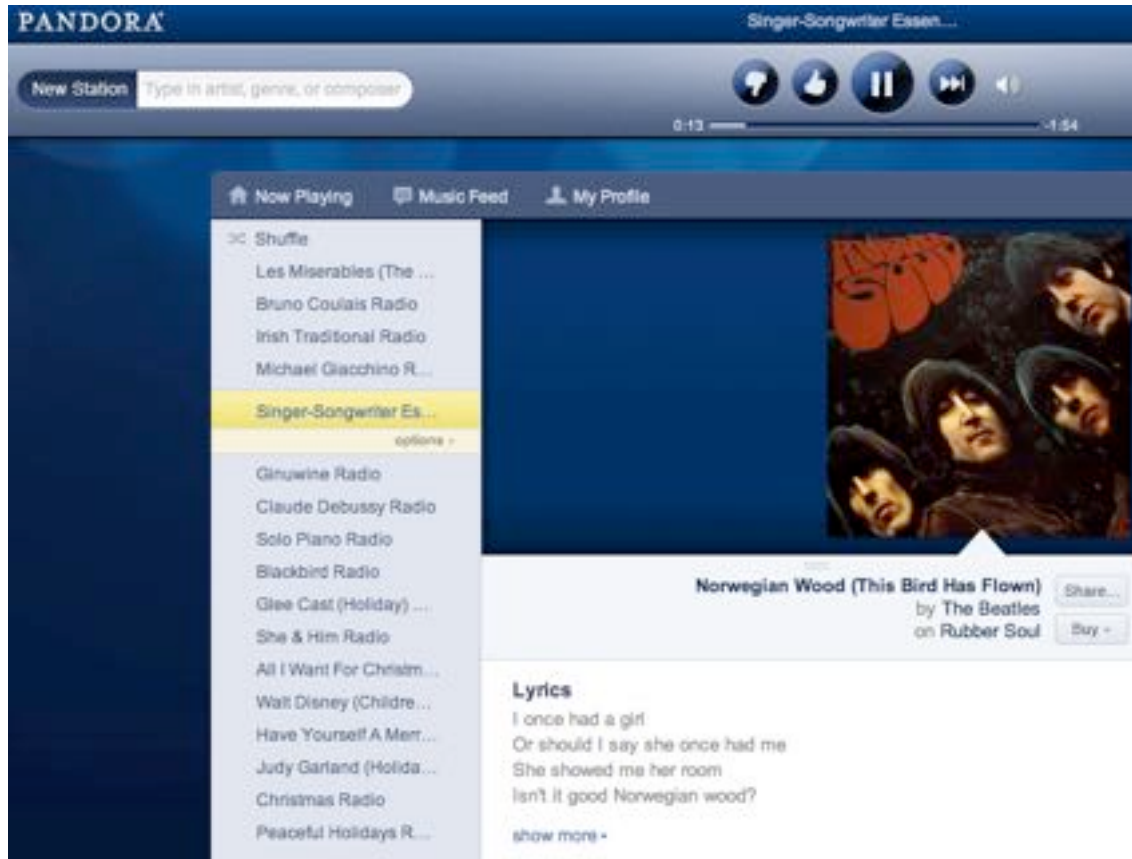 PANDORA
Singer-Songwriter Essen...
New Station
Type in artist, genre, or composer
0:13
-1:54
Now Playing
Music Feed
My Profile
Shuffle
Les Miserables (The ...
Bruno Coulais Radio
Irish Traditional Radio
Michael Giacchino R...
Singer-Songwriter Es...
options
Ginuwine Radio
Claude Debussy Radio
Solo Piano Radio
Blackbird Radio
Glee Cast (Holiday) ...
She & Him Radio
All I Want For Christm...
Walt Disney (Childre...
Have Yourself A Merr...
Judy Garland (Holida...
Christmas Radio
Peaceful Holidays R...
Norwegian Wood (This Bird Has Flown)
by The Beatles
on Rubber Soul
Share...
Buy
Lyrics
I once had a girl
Or should I say she once had me
She showed me her room
Isn't it good Norwegian wood?
show more